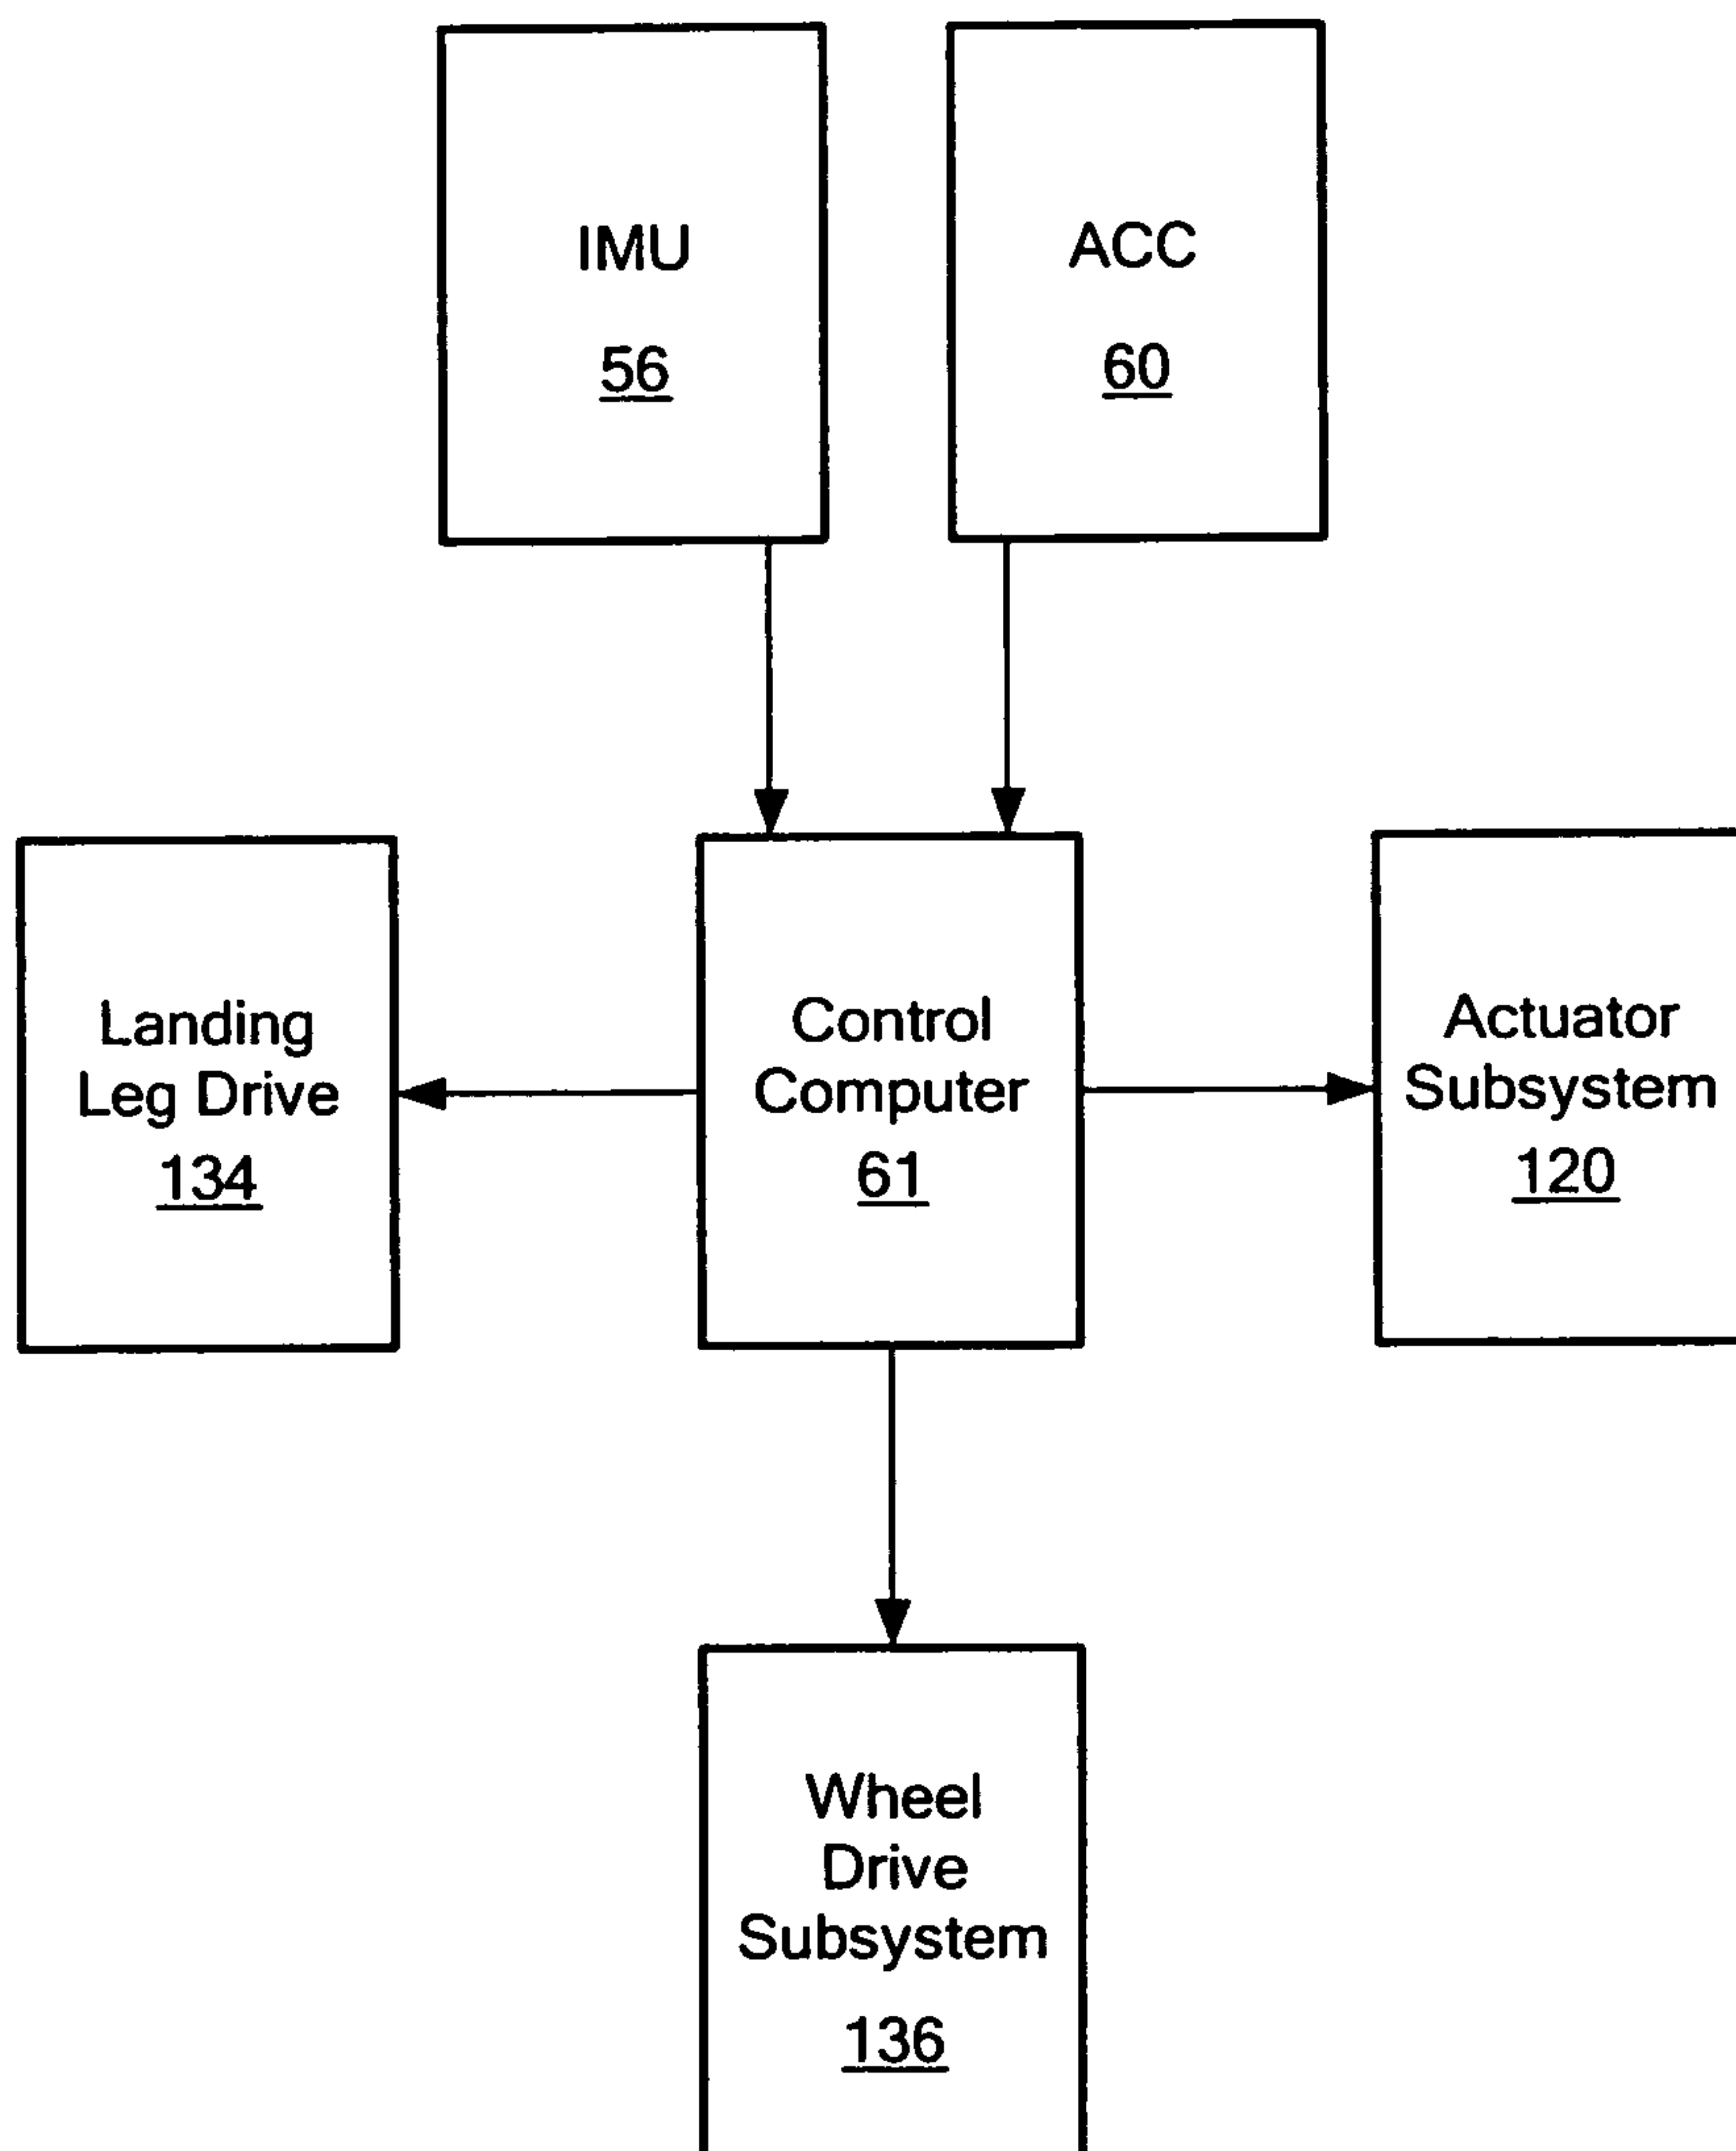 IMU
56
ACC
60
Landing
Leg Drive
134
Control
Computer
61
Actuator
Subsystem
120
Wheel
Drive
Subsystem
136